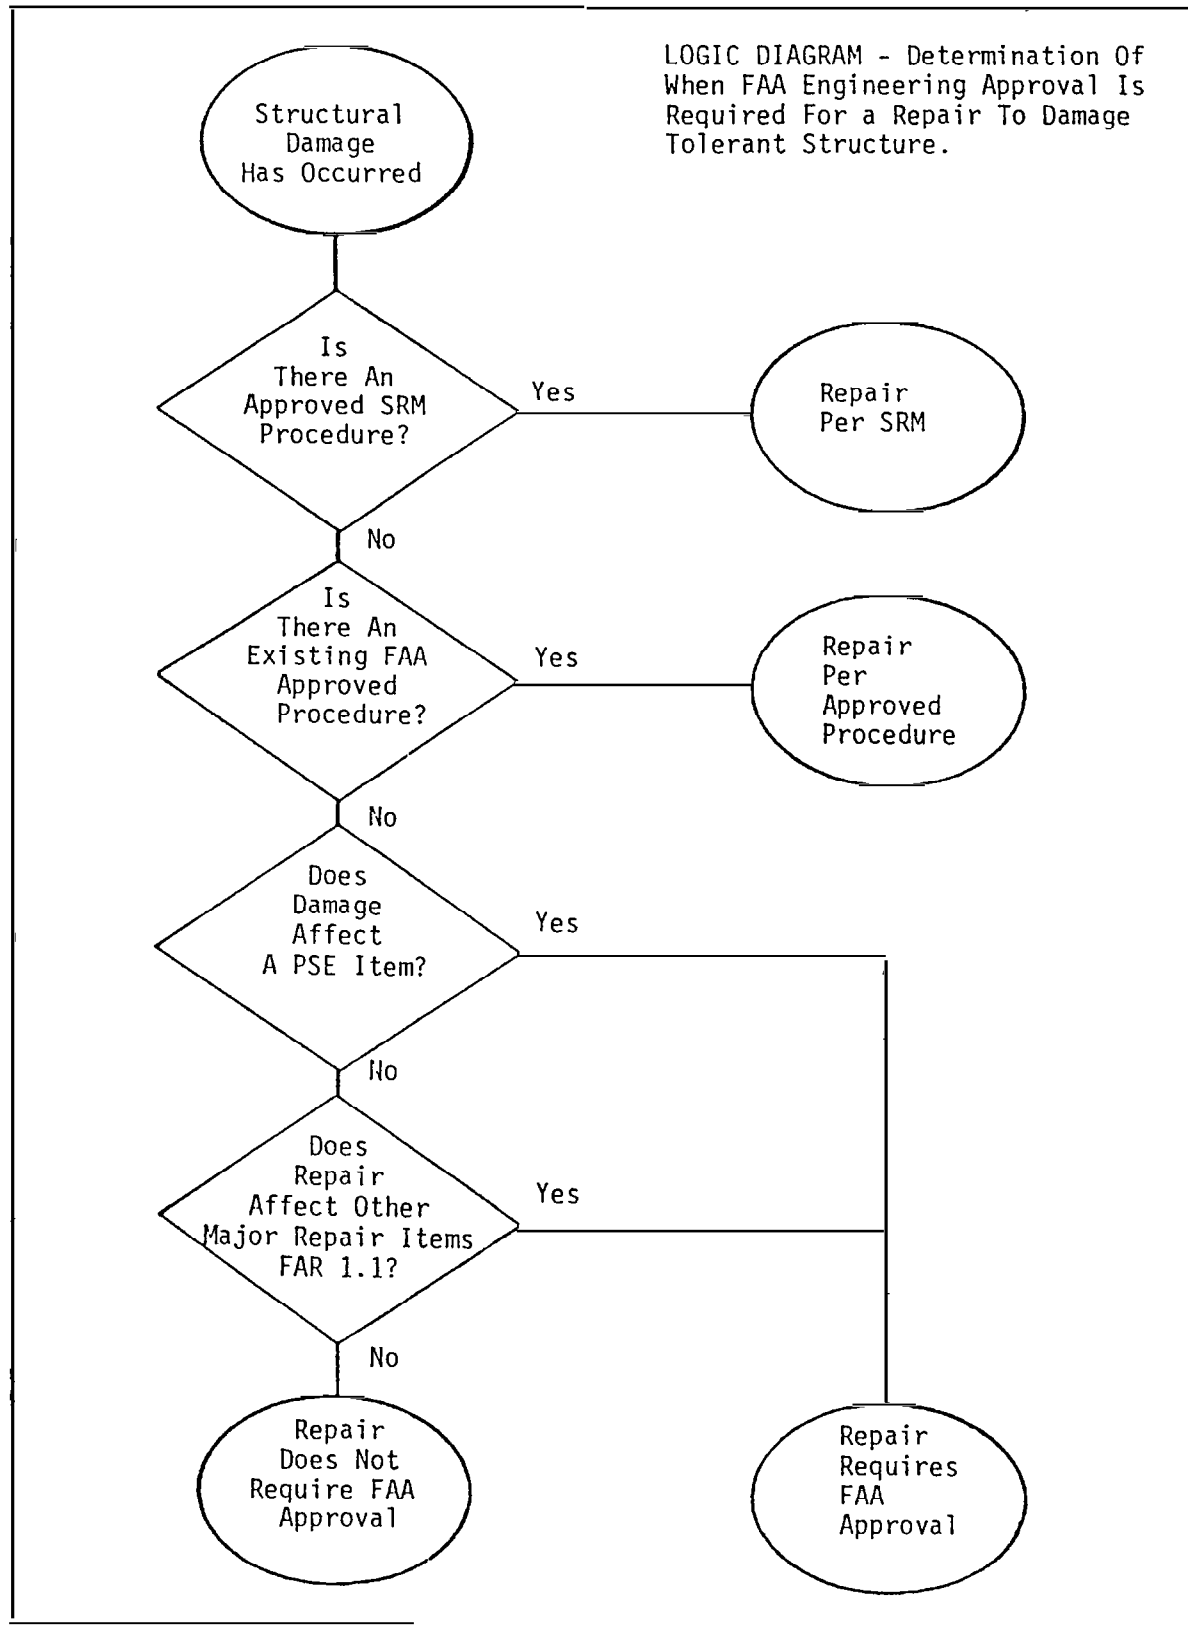 LOGIC DIAGRAM - Determination Of
When FAA Engineering Approval Is
Required For a Repair To Damage
Tolerant Structure.
Structural
Damage
Has Occurred
Is
There An
Approved SRM
Procedure?
Yes
Repair
Per SRM
No
Is
There An
Existing FAA
Approved
Procedure?
Yes
Repair
Per
Approved
Procedure
No
Does
Damage
Affect
A PSE Item?
Yes
No
Does
Repair
Affect Other
Major Repair Items
FAR 1.1?
Yes
No
Repair
Does Not
Require FAA
Approval
Repair
Requires
FAA
Approval